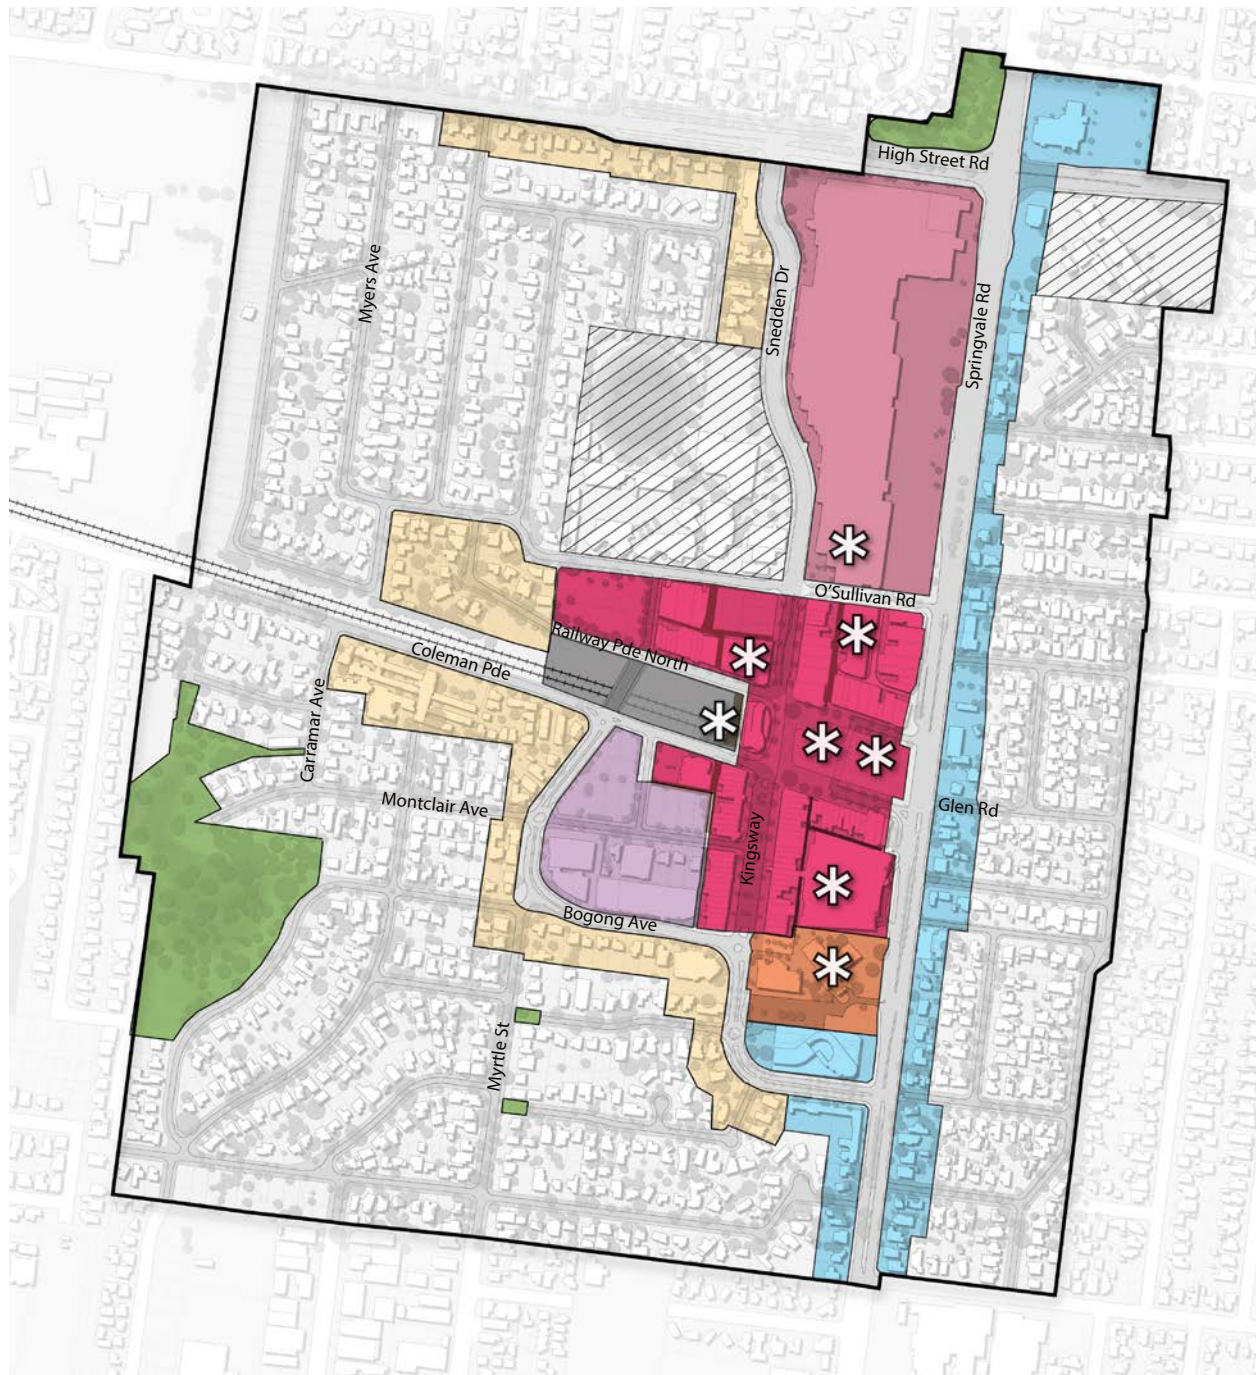 High Street Rd
Myers Ave
Snedden Dr
Springvale Rd
O'Sullivan Rd
Railway Pde North
Coleman Pde
Carramar Ave
Montclair Ave
Glen Rd
Kingsway
Bogong Ave
Myrtle St